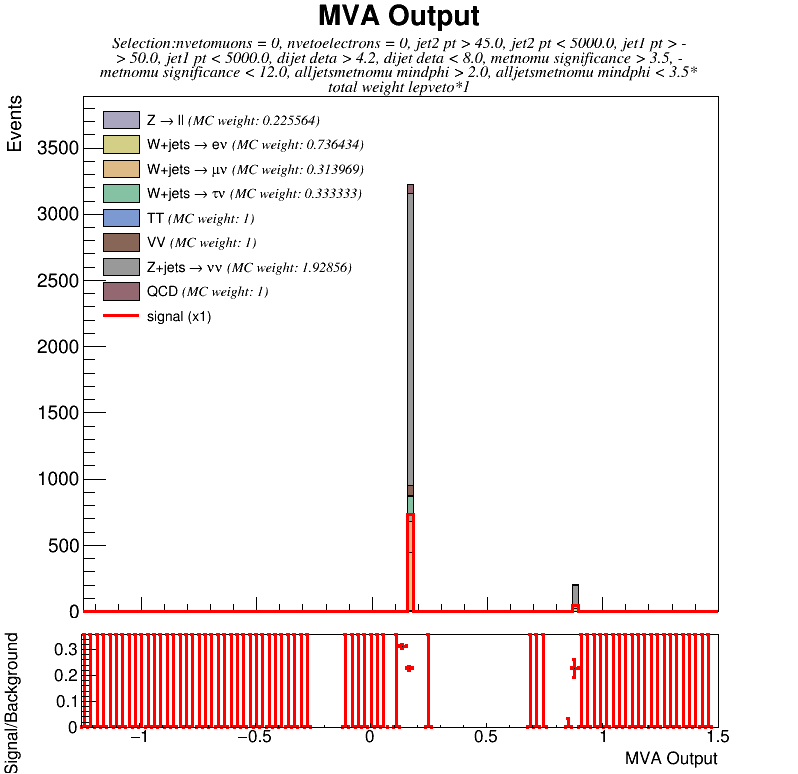 MVA Output
Selection:nvetomuons = 0, nvetoelectrons = 0, jet2 pt > 45.0, jet2 pt < 5000.0, jet1 pt > -
> 50.0, jet1 pt < 5000.0, dijet deta > 4.2, dijet deta < 8.0, metnomu significance > 3.5, -
metnomu significance < 12.0, alljetsmetnomu mindphi > 2.0, alljetsmetnomu mindphi < 3.5*
total weight lepveto*1
Events
Z → ll (MC weight: 0.225564)
W+jets → eν (MC weight: 0.736434)
W+jets → μν (MC weight: 0.313969)
W+jets → τν (MC weight: 0.333333)
TT (MC weight: 1)
VV (MC weight: 1)
Z+jets → νν (MC weight: 1.92856)
QCD (MC weight: 1)
signal (x1)
3500
3000
2500
2000
1500
1000
500
0
Signal/Background
0.3
0.2
0.1
0
−1
−0.5
0
0.5
1
1.5
MVA Output